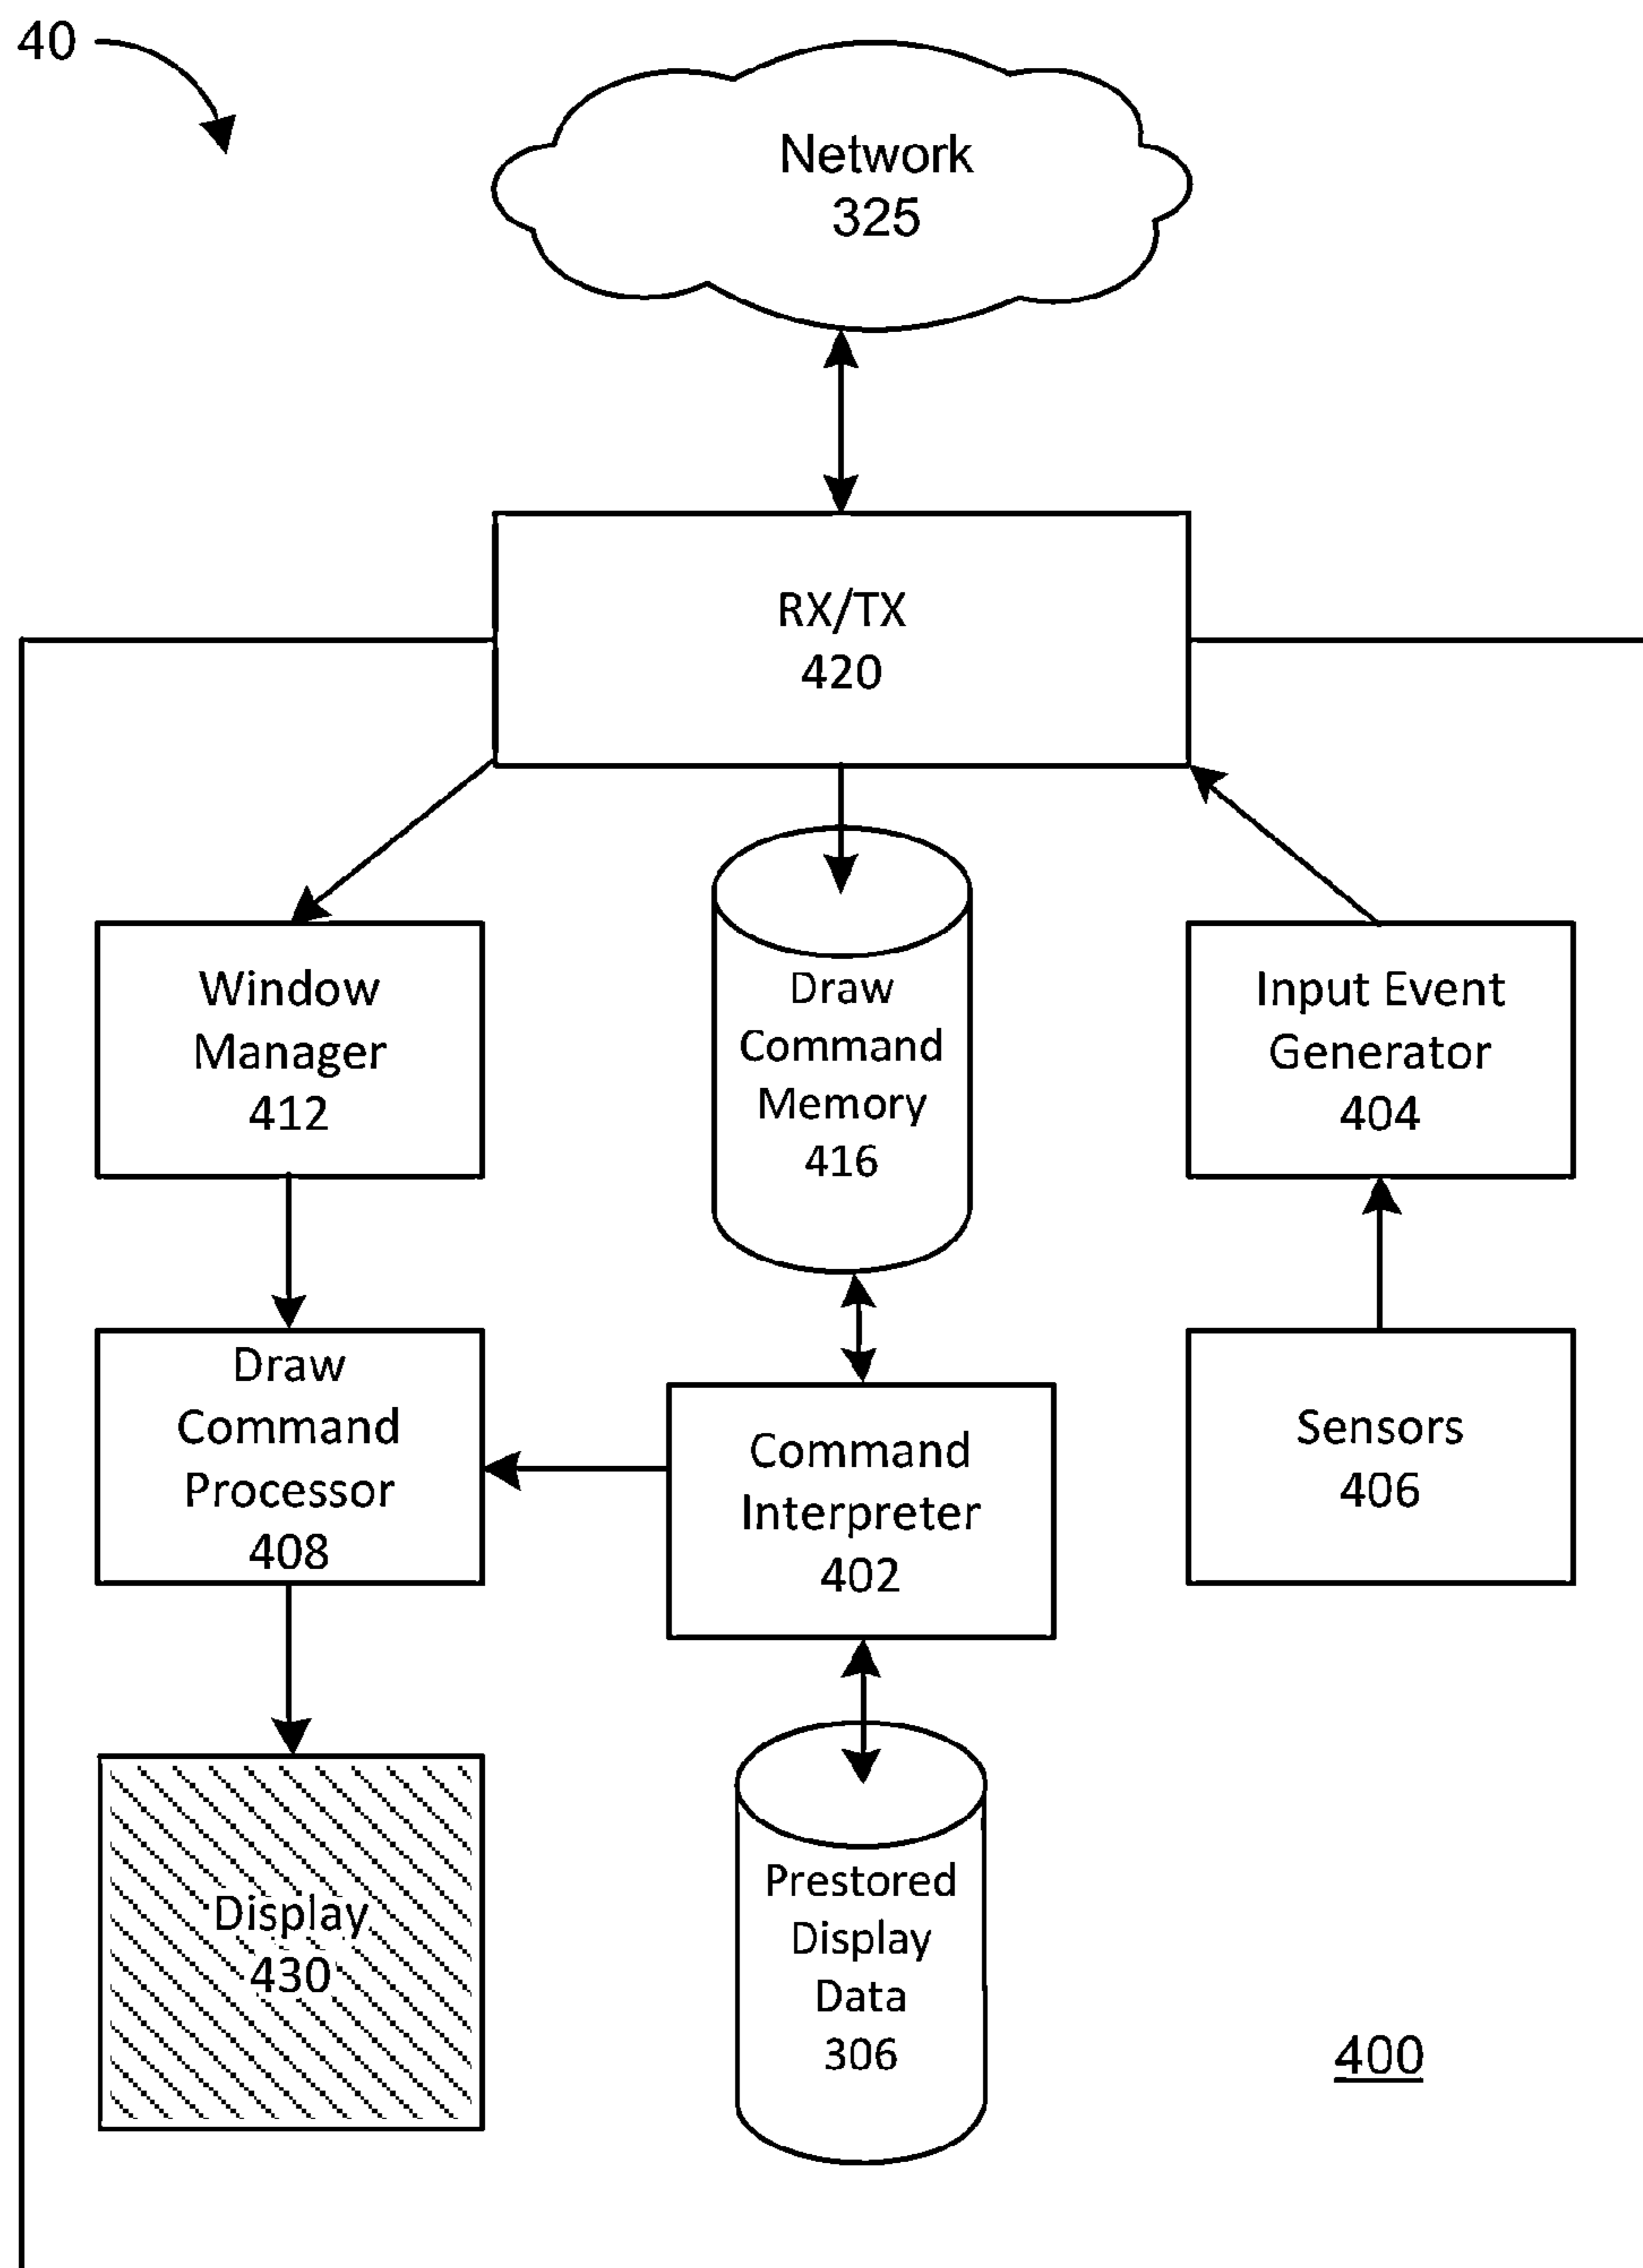 40
Network
325
RX/TX
420
Window
Manager
412
Draw
Command
Memory
416
Input Event
Generator
404
Draw
Command
Processor
408
Command
Interpreter
402
Sensors
406
Display
430
Prestored
Display
Data
306
400